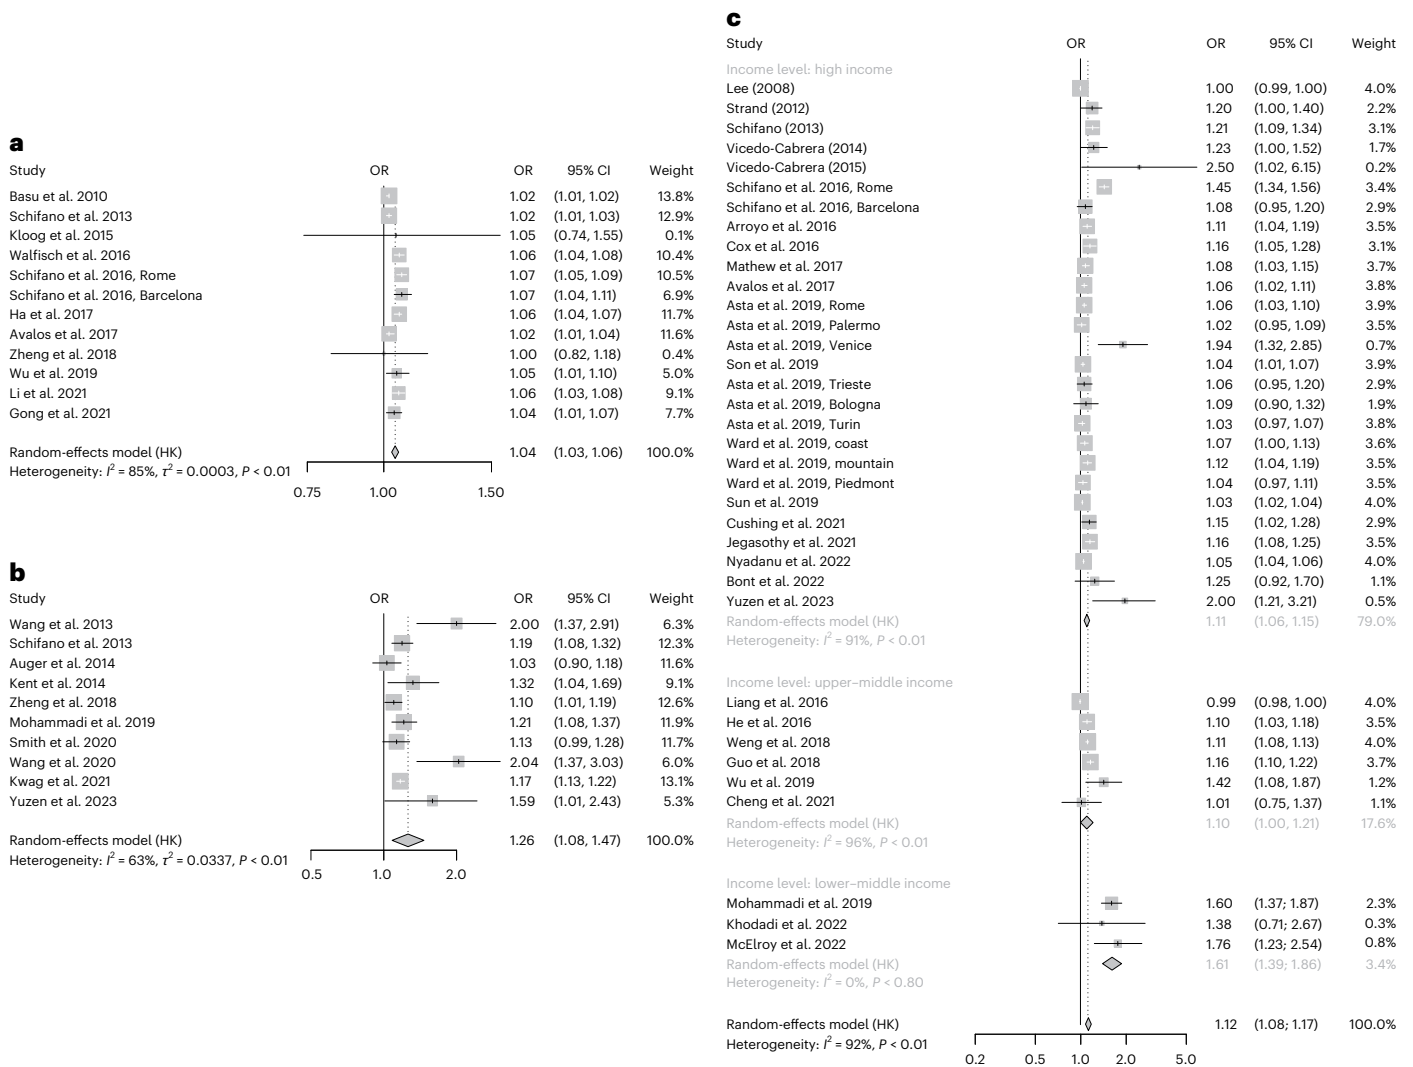 a
Study OR OR 95% CI Weight
Basu et al. 2010 1.02 (1.01, 1.02) 13.8%
Schifano et al. 2013 1.02 (1.01, 1.03) 12.9%
Kloog et al. 2015 1.05 (0.74, 1.55) 0.1%
Walfisch et al. 2016 1.06 (1.04, 1.08) 10.4%
Schifano et al. 2016, Rome 1.07 (1.05, 1.09) 10.5%
Schifano et al. 2016, Barcelona 1.07 (1.04, 1.11) 6.9%
Ha et al. 2017 1.06 (1.04, 1.07) 11.7%
Avalos et al. 2017 1.02 (1.01, 1.04) 11.6%
Zheng et al. 2018 1.00 (0.82, 1.18) 0.4%
Wu et al. 2019 1.05 (1.01, 1.10) 5.0%
Li et al. 2021 1.06 (1.03, 1.08) 9.1%
Gong et al. 2021 1.04 (1.01, 1.07) 7.7%
Random-effects model (HK) 1.04 (1.03, 1.06) 100.0%
Heterogeneity: I² = 85%, τ² = 0.0003, P < 0.01
0.75 1.00 1.50
b
Study OR OR 95% CI Weight
Wang et al. 2013 2.00 (1.37, 2.91) 6.3%
Schifano et al. 2013 1.19 (1.08, 1.32) 12.3%
Auger et al. 2014 1.03 (0.90, 1.18) 11.6%
Kent et al. 2014 1.32 (1.04, 1.69) 9.1%
Zheng et al. 2018 1.10 (1.01, 1.19) 12.6%
Mohammadi et al. 2019 1.21 (1.08, 1.37) 11.9%
Smith et al. 2020 1.13 (0.99, 1.28) 11.7%
Wang et al. 2020 2.04 (1.37, 3.03) 6.0%
Kwag et al. 2021 1.17 (1.13, 1.22) 13.1%
Yuzen et al. 2023 1.59 (1.01, 2.43) 5.3%
Random-effects model (HK) 1.26 (1.08, 1.47) 100.0%
Heterogeneity: I² = 63%, τ² = 0.0337, P < 0.01
0.5 1.0 2.0
c
Study OR OR 95% CI Weight
Income level: high income
Lee (2008) 1.00 (0.99, 1.00) 4.0%
Strand (2012) 1.20 (1.00, 1.40) 2.2%
Schifano (2013) 1.21 (1.09, 1.34) 3.1%
Vicedo-Cabrera (2014) 1.23 (1.00, 1.52) 1.7%
Vicedo-Cabrera (2015) 2.50 (1.02, 6.15) 0.2%
Schifano et al. 2016, Rome 1.45 (1.34, 1.56) 3.4%
Schifano et al. 2016, Barcelona 1.08 (0.95, 1.20) 2.9%
Arroyo et al. 2016 1.11 (1.04, 1.19) 3.5%
Cox et al. 2016 1.16 (1.05, 1.28) 3.1%
Mathew et al. 2017 1.08 (1.03, 1.15) 3.7%
Avalos et al. 2017 1.06 (1.02, 1.11) 3.8%
Asta et al. 2019, Rome 1.06 (1.03, 1.10) 3.9%
Asta et al. 2019, Palermo 1.02 (0.95, 1.09) 3.5%
Asta et al. 2019, Venice 1.94 (1.32, 2.85) 0.7%
Son et al. 2019 1.04 (1.01, 1.07) 3.9%
Asta et al. 2019, Trieste 1.06 (0.95, 1.20) 2.9%
Asta et al. 2019, Bologna 1.09 (0.90, 1.32) 1.9%
Asta et al. 2019, Turin 1.03 (0.97, 1.07) 3.8%
Ward et al. 2019, coast 1.07 (1.00, 1.13) 3.6%
Ward et al. 2019, mountain 1.12 (1.04, 1.19) 3.5%
Ward et al. 2019, Piedmont 1.04 (0.97, 1.11) 3.5%
Sun et al. 2019 1.03 (1.02, 1.04) 4.0%
Cushing et al. 2021 1.15 (1.02, 1.28) 2.9%
Jegasothy et al. 2021 1.16 (1.08, 1.25) 3.5%
Nyadanu et al. 2022 1.05 (1.04, 1.06) 4.0%
Bont et al. 2022 1.25 (0.92, 1.70) 1.1%
Yuzen et al. 2023 2.00 (1.21, 3.21) 0.5%
Random-effects model (HK) 1.11 (1.06, 1.15) 79.0%
Heterogeneity: I² = 91%, P < 0.01
Income level: upper–middle income
Liang et al. 2016 0.99 (0.98, 1.00) 4.0%
He et al. 2016 1.10 (1.03, 1.18) 3.5%
Weng et al. 2018 1.11 (1.08, 1.13) 4.0%
Guo et al. 2018 1.16 (1.10, 1.22) 3.7%
Wu et al. 2019 1.42 (1.08, 1.87) 1.2%
Cheng et al. 2021 1.01 (0.75, 1.37) 1.1%
Random-effects model (HK) 1.10 (1.00, 1.21) 17.6%
Heterogeneity: I² = 96%, P < 0.01
Income level: lower–middle income
Mohammadi et al. 2019 1.60 (1.37; 1.87) 2.3%
Khodadi et al. 2022 1.38 (0.71; 2.67) 0.3%
McElroy et al. 2022 1.76 (1.23; 2.54) 0.8%
Random-effects model (HK) 1.61 (1.39; 1.86) 3.4%
Heterogeneity: I² = 0%, P < 0.80
Random-effects model (HK) 1.12 (1.08; 1.17) 100.0%
Heterogeneity: I² = 92%, P < 0.01
0.2 0.5 1.0 2.0 5.0